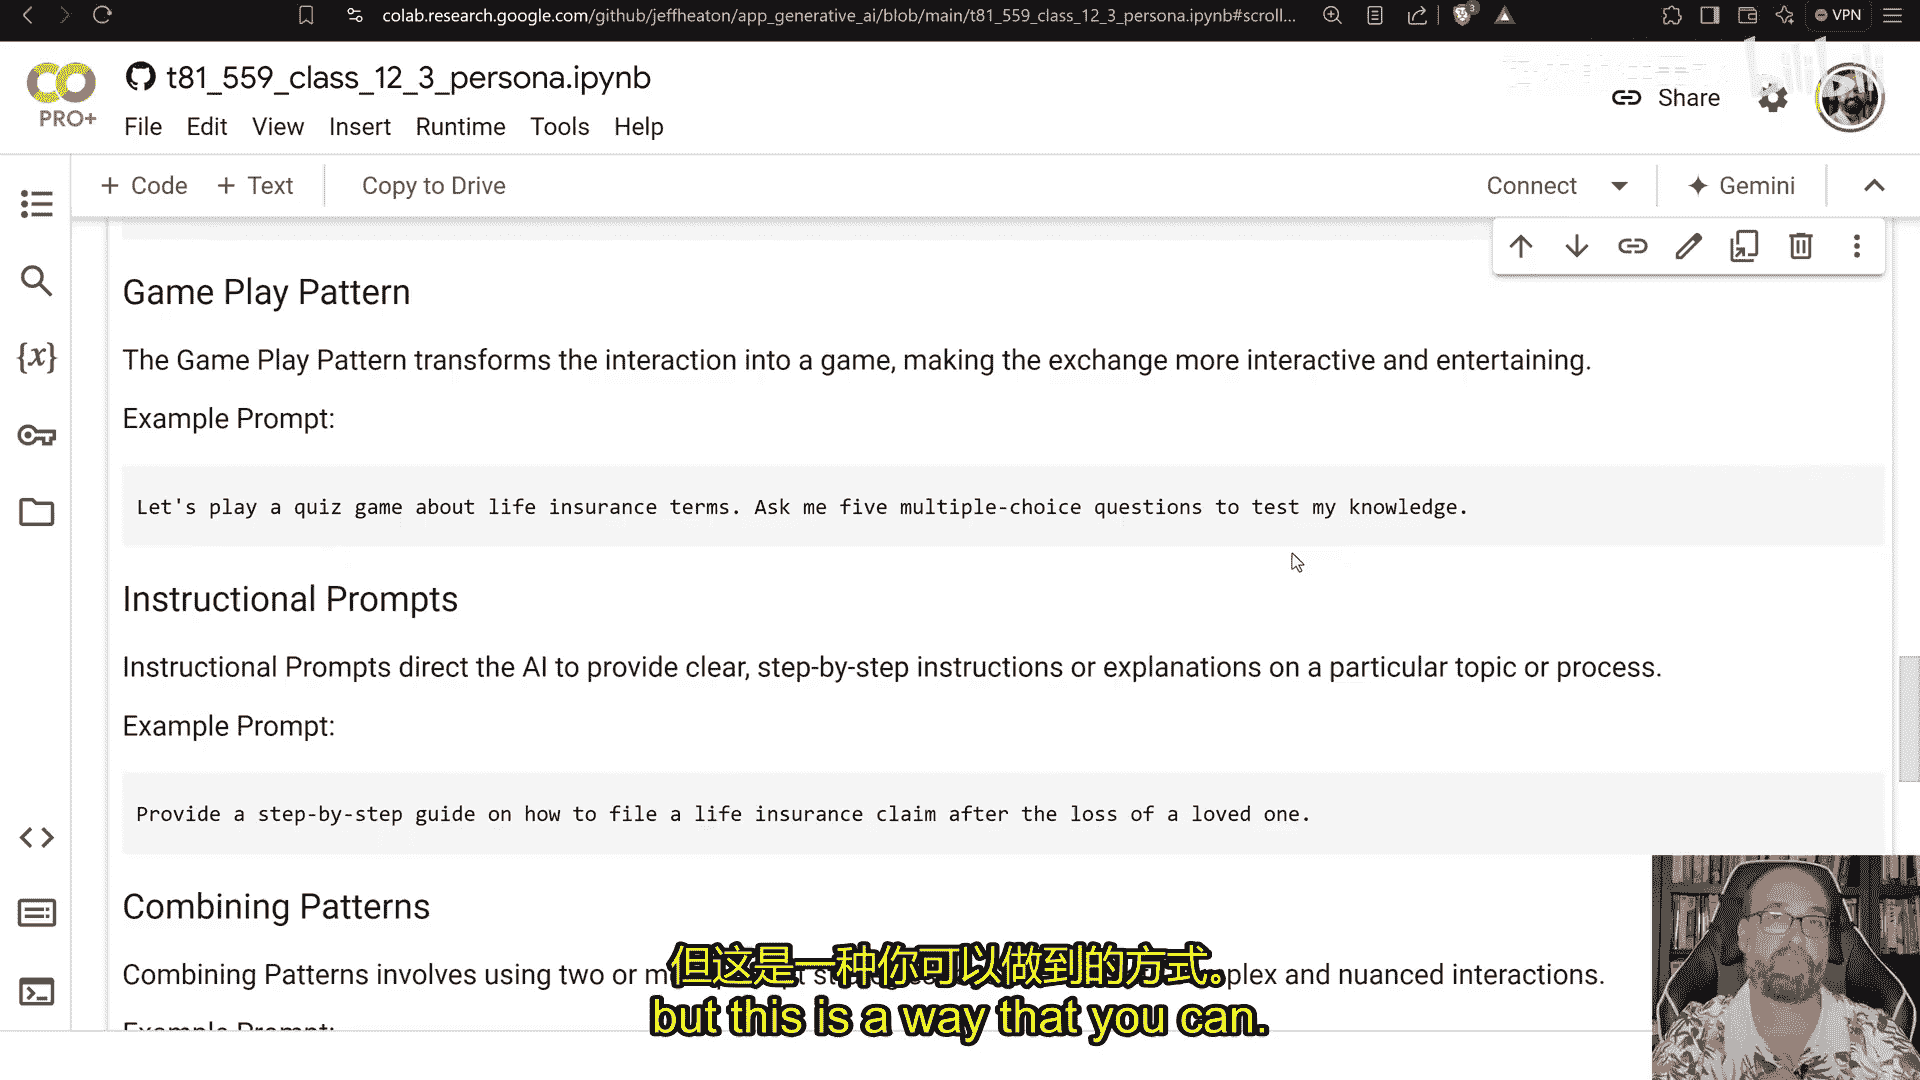 colab.research.google.com/github/jeffheaton/app_generative_ai/blob/main/t81_559_class_12_3_persona.ipynb#scroll...
3
VPN
t81_559_class_12_3_persona.ipynb
PRO+
File Edit View Insert Runtime Tools Help
Share
bilibili
+ Code + Text Copy to Drive
Connect Gemini
Game Play Pattern
The Game Play Pattern transforms the interaction into a game, making the exchange more interactive and entertaining.
Example Prompt:
Let's play a quiz game about life insurance terms. Ask me five multiple-choice questions to test my knowledge.
Instructional Prompts
Instructional Prompts direct the AI to provide clear, step-by-step instructions or explanations on a particular topic or process.
Example Prompt:
Provide a step-by-step guide on how to file a life insurance claim after the loss of a loved one.
Combining Patterns
Combining Patterns involves using two or and nuanced interactions.
但这是一种你可以做到的方式。
but this is a way that you can.
Example Prompt: